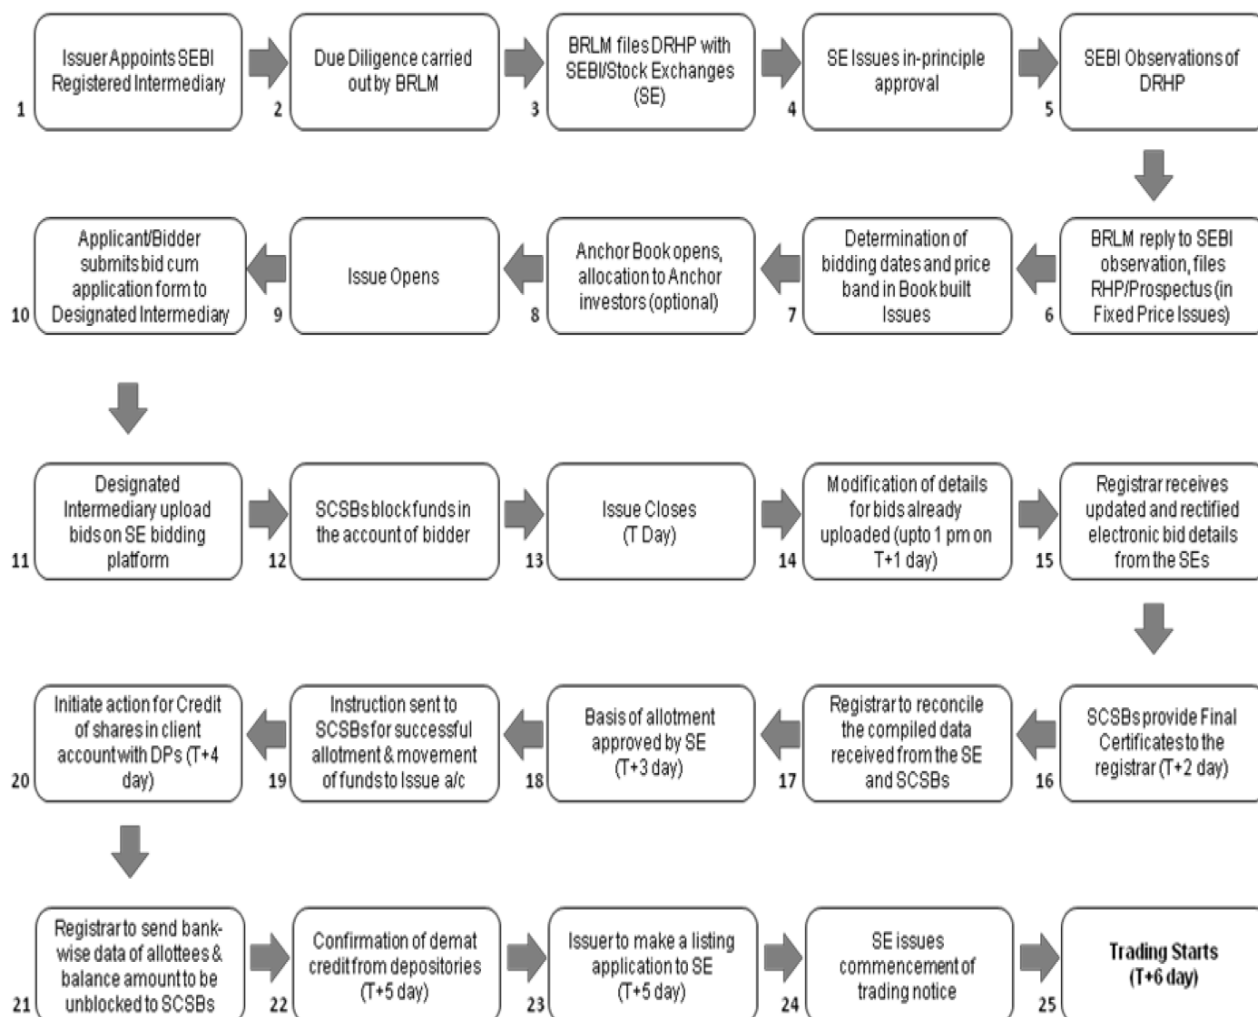 Issuer Appoints SEBI
Registered Intermediary
1
Due Diligence carried
out by BRLM
2
BRLM files DRHP with
SEBI/Stock Exchanges
(SE)
3
SE Issues in-principle
approval
4
SEBI Observations of
DRHP
5
BRLM reply to SEBI
observation, files
RHP/Prospectus (in
Fixed Price Issues)
6
Determination of
bidding dates and price
band in Book built
Issues
7
Anchor Book opens,
allocation to Anchor
investors (optional)
8
Issue Opens
9
Applicant/Bidder
submits bid cum
application form to
Designated Intermediary
10
Designated
Intermediary upload
bids on SE bidding
platform
11
SCSBs block funds in
the account of bidder
12
Issue Closes
(T Day)
13
Modification of details
for bids already
uploaded (upto 1 pm on
T+1 day)
14
Registrar receives
updated and rectified
electronic bid details
from the SEs
15
SCSBs provide Final
Certificates to the
registrar (T+2 day)
16
Registrar to reconcile
the compiled data
received from the SE
and SCSBs
17
Basis of allotment
approved by SE
(T+3 day)
18
Instruction sent to
SCSBs for successful
allotment & movement
of funds to Issue a/c
19
Initiate action for Credit
of shares in client
account with DPs (T+4
day)
20
Registrar to send bank-
wise data of allottees &
balance amount to be
unblocked to SCSBs
21
Confirmation of demat
credit from depositories
(T+5 day)
22
Issuer to make a listing
application to SE
(T+5 day)
23
SE issues
commencement of
trading notice
24
Trading Starts
(T+6 day)
25